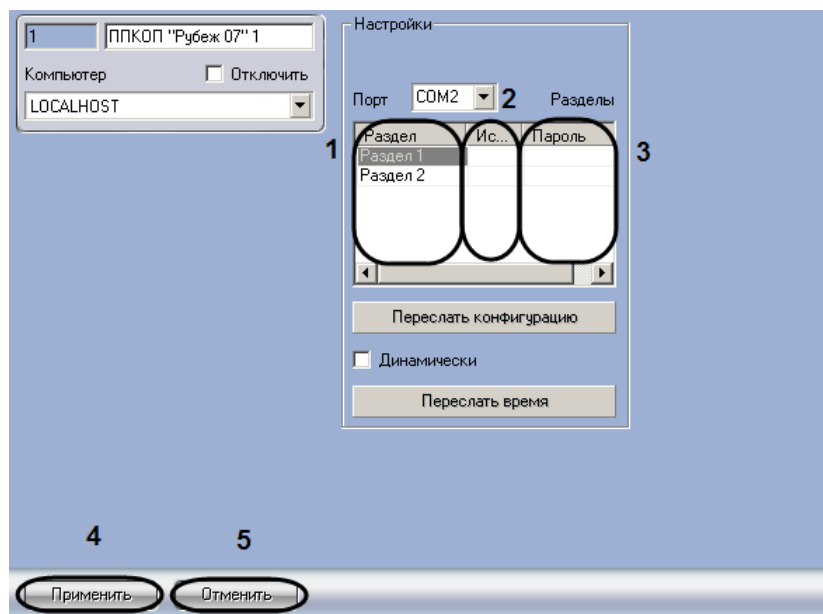 1 ППКОП "Рубеж 07" 1
Компьютер Отключить
LOCALHOST
Настройки
Порт COM2 2 Разделы
1 Раздел Ис... Пароль 3
Раздел 1
Раздел 2
Переслать конфигурацию
Динамически
Переслать время
4 5
Применить Отменить